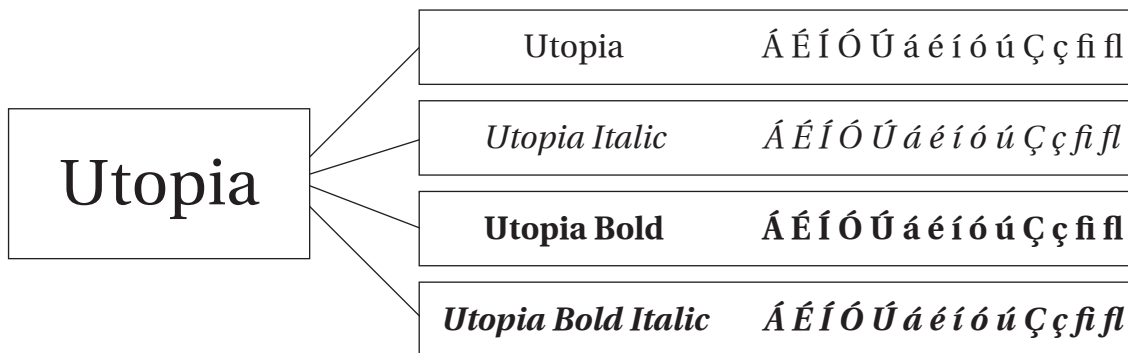 Utopia
Utopia Á É Í Ó Ú á é í ó ú Ç ç fi fl
Utopia Italic Á É Í Ó Ú á é í ó ú Ç ç fi fl
Utopia Bold Á É Í Ó Ú á é í ó ú Ç ç fi fl
Utopia Bold Italic Á É Í Ó Ú á é í ó ú Ç ç fi fl